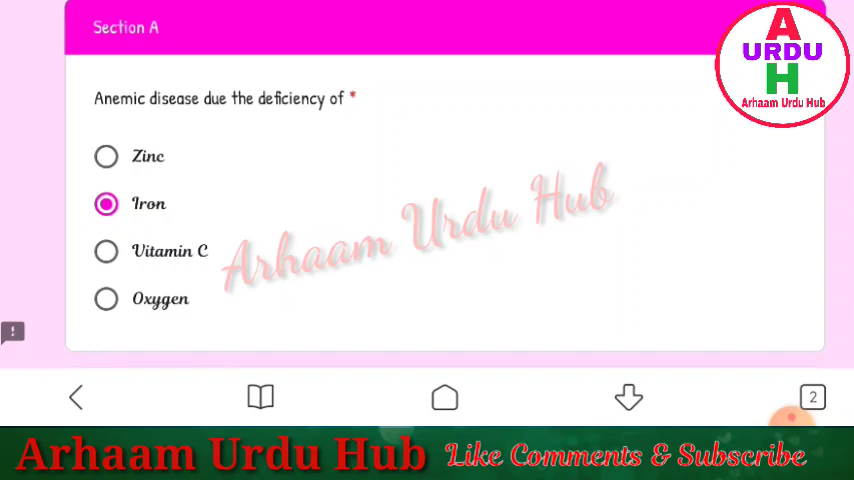 Section A
A
URDU
H
Arhaam Urdu Hub
Anemic disease due the deficiency of *
Zinc
Iron
Vitamin C
Oxygen
Arhaam Urdu Hub
!
2
Arhaam Urdu Hub Like Comments & Subscribe